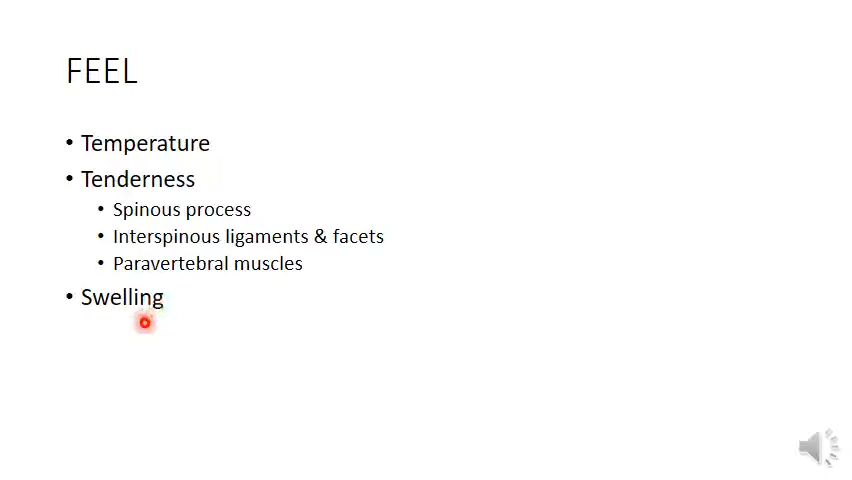 FEEL
• Temperature
• Tenderness
• Spinous process
• Interspinous ligaments & facets
• Paravertebral muscles
• Swelling